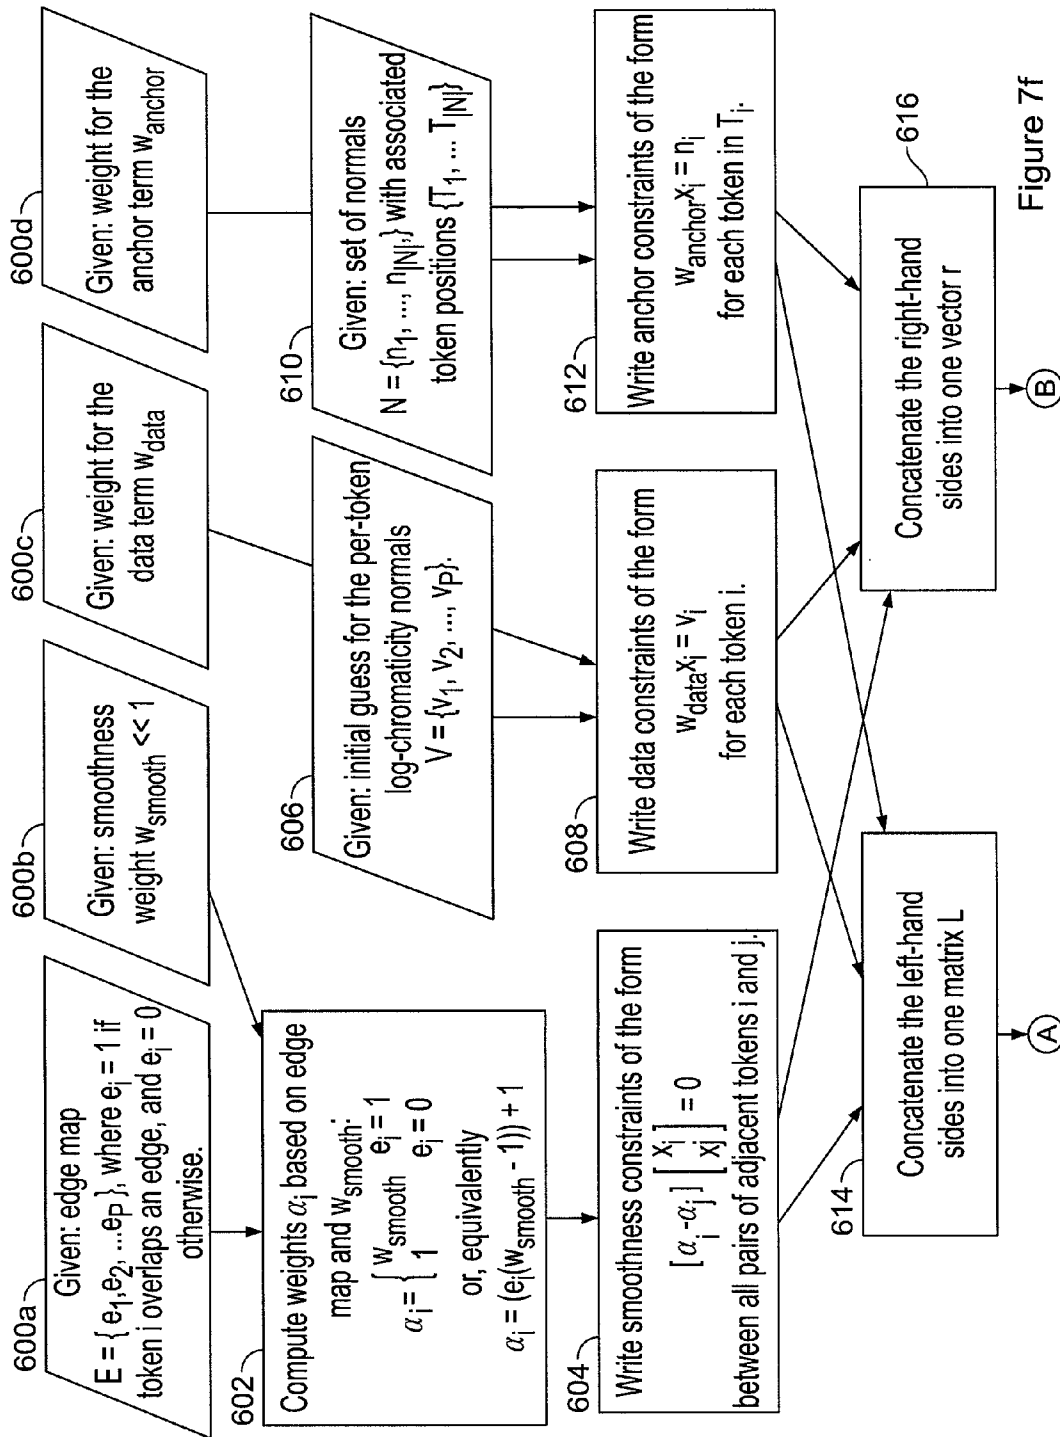 600a
Given: edge map
E = { e1,e2, ...eP}, where ei = 1 if
token i overlaps an edge, and ei = 0
otherwise.
600b
Given: smoothness
weight wsmooth << 1
600c
Given: weight for the
data term wdata
600d
Given: weight for the
anchor term wanchor
602
Compute weights αi based on edge
map and wsmooth:
αi = { wsmooth ei = 1
1 ei = 0
or, equivalently
αi = (ei(wsmooth - 1)) + 1
606
Given: initial guess for the per-token
log-chromaticity normals
V = {v1, v2, ..., vP}.
610
Given: set of normals
N = {n1, ..., n|N|,} with associated
token positions {T1, ... T|N|}
604
Write smoothness constraints of the form
[αi -αj] [xi xj] = 0
between all pairs of adjacent tokens i and j.
608
Write data constraints of the form
wdataxi = vi
for each token i.
612
Write anchor constraints of the form
wanchorxi = ni
for each token in Ti.
614
Concatenate the left-hand
sides into one matrix L
A
616
Concatenate the right-hand
sides into one vector r
B
Figure 7f